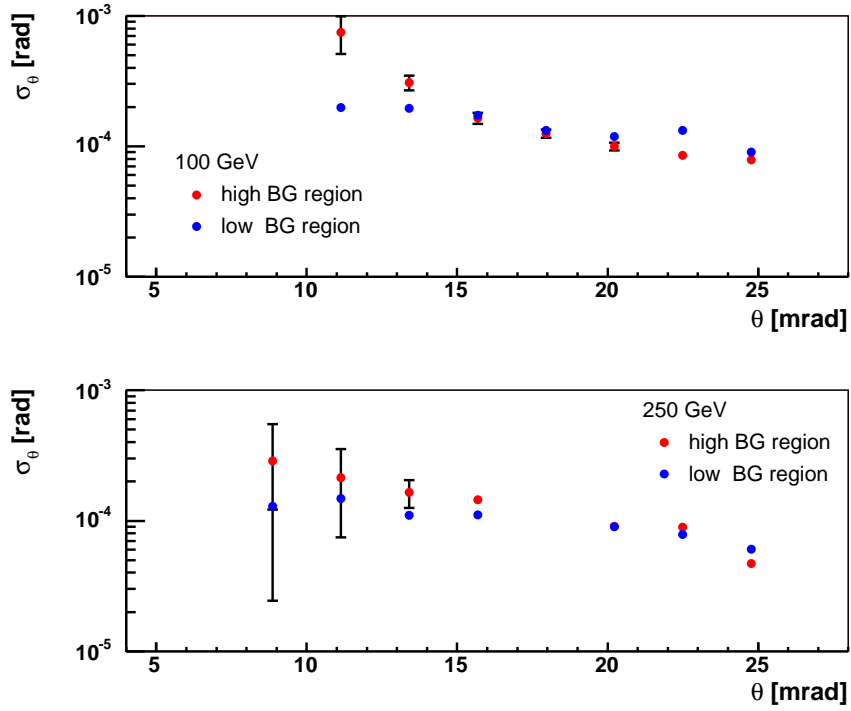 10⁻³
σ_θ [rad]
10⁻⁴
100 GeV
high BG region
low BG region
10⁻⁵
5 10 15 20 25
θ [mrad]
10⁻³
σ_θ [rad]
250 GeV
high BG region
low BG region
10⁻⁴
10⁻⁵
5 10 15 20 25
θ [mrad]